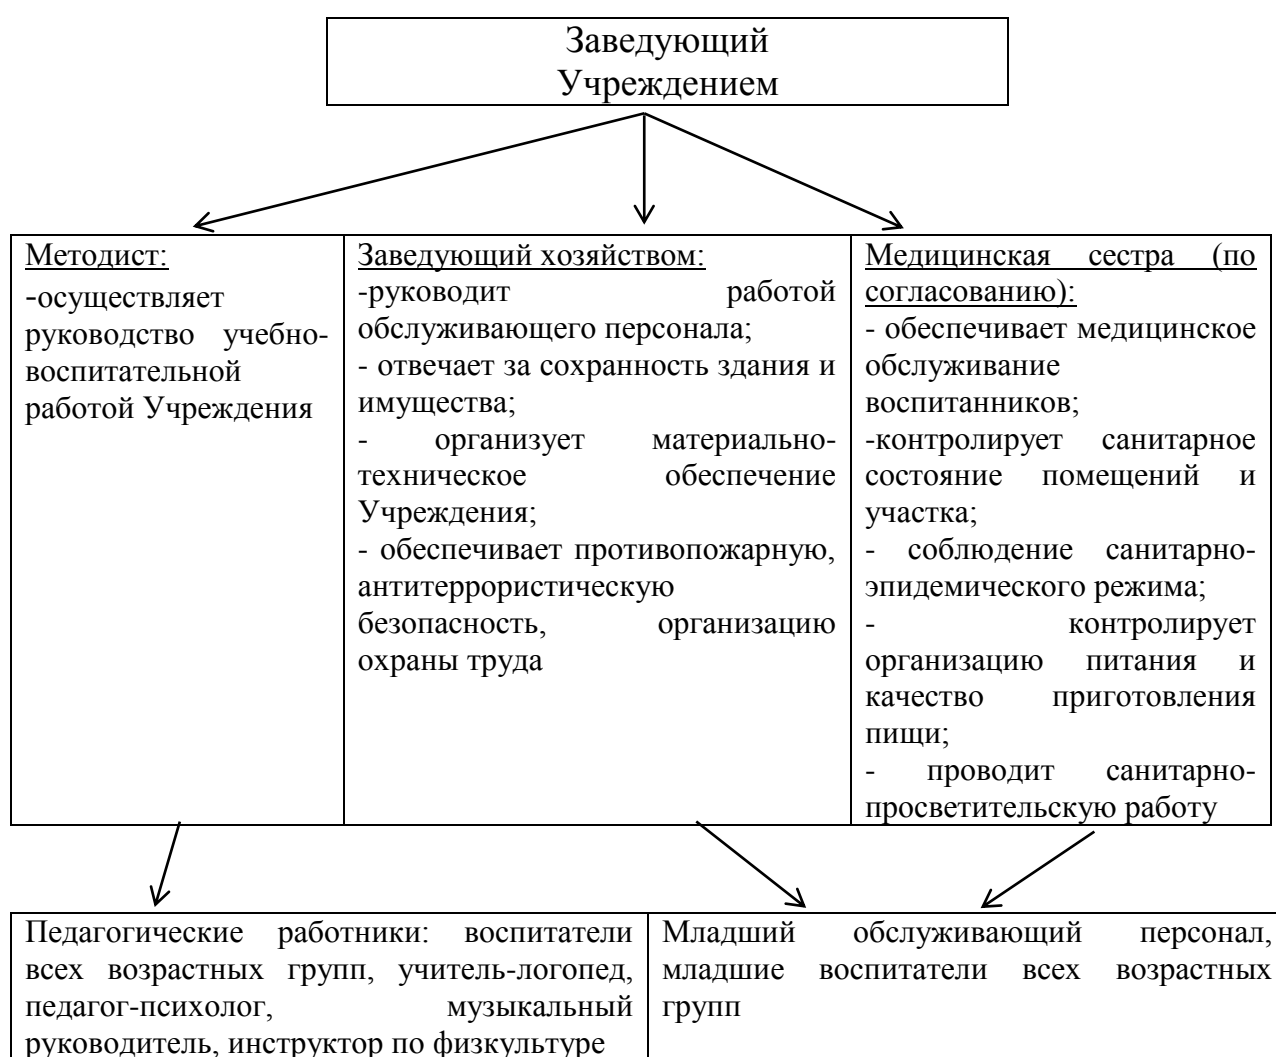 Заведующий
Учреждением
Методист:
-осуществляет
руководство учебно-
воспитательной
работой Учреждения
Заведующий хозяйством:
-руководит работой
обслуживающего персонала;
- отвечает за сохранность здания и
имущества;
- организует материально-
техническое обеспечение
Учреждения;
- обеспечивает противопожарную,
антитеррористическую
безопасность, организацию
охраны труда
Медицинская сестра (по
согласованию):
- обеспечивает медицинское
обслуживание
воспитанников;
-контролирует санитарное
состояние помещений и
участка;
- соблюдение санитарно-
эпидемического режима;
- контролирует
организацию питания и
качество приготовления
пищи;
- проводит санитарно-
просветительскую работу
Педагогические работники: воспитатели
всех возрастных групп, учитель-логопед,
педагог-психолог, музыкальный
руководитель, инструктор по физкультуре
Младший обслуживающий персонал,
младшие воспитатели всех возрастных
групп